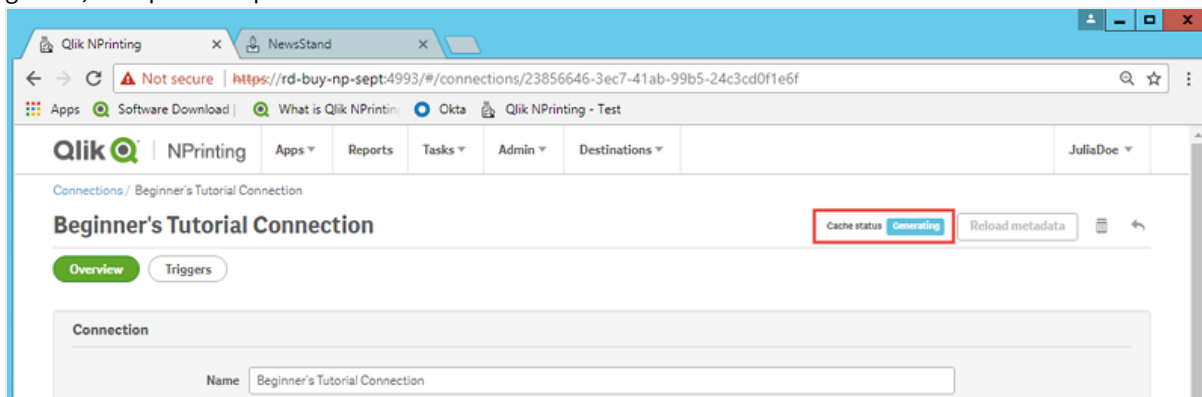 Qlik NPrinting NewsStand
Not secure | https://rd-buy-np-sept:4993/#/connections/23856646-3ec7-41ab-99b5-24c3cd0f1e6f
Apps Software Download | What is Qlik NPrintin Okta Qlik NPrinting - Test
Qlik NPrinting Apps Reports Tasks Admin Destinations JuliaDoe
Connections / Beginner's Tutorial Connection
Beginner's Tutorial Connection Cache status Generating Reload metadata
Overview Triggers
Connection
Name Beginner's Tutorial Connection